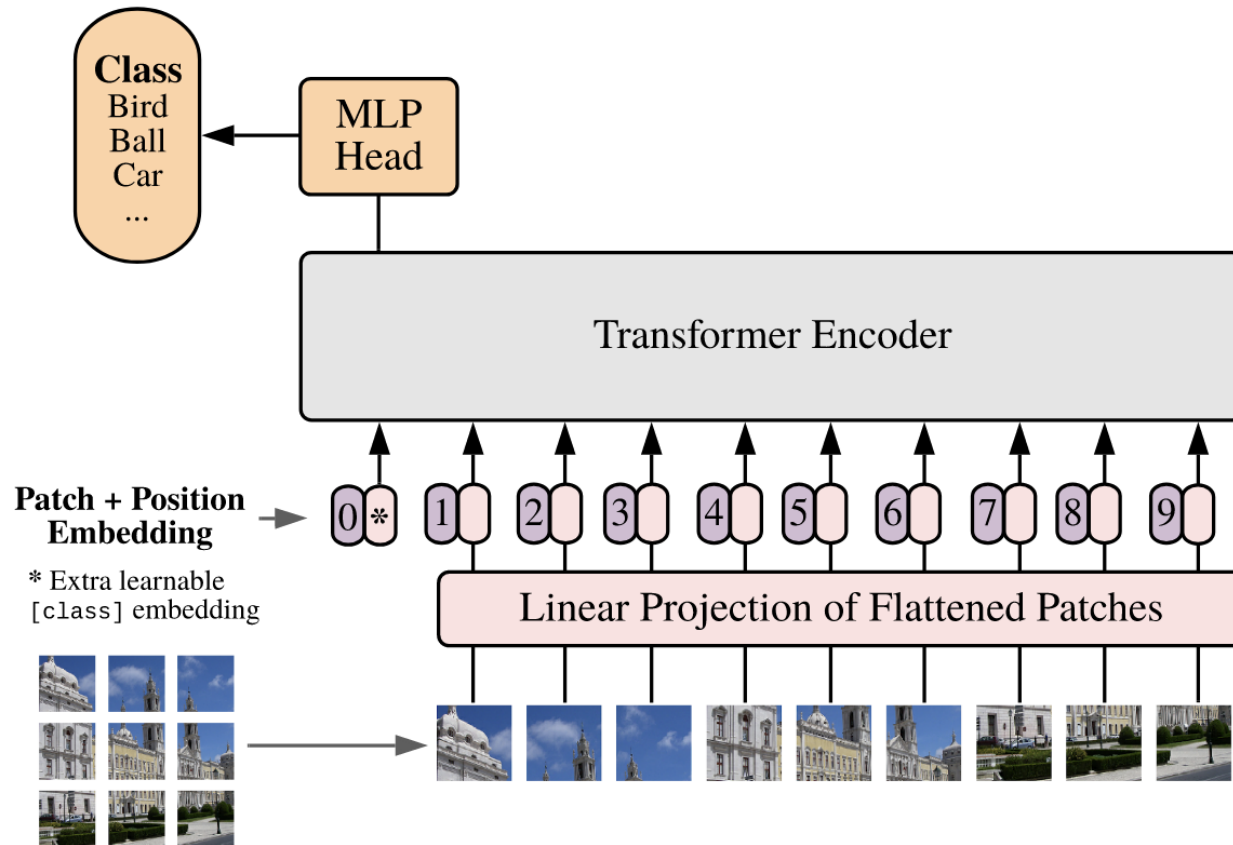 Class
Bird
Ball
Car
...
MLP
Head
Transformer Encoder
Patch + Position
Embedding
0 * 1 2 3 4 5 6 7 8 9
* Extra learnable
[class] embedding
Linear Projection of Flattened Patches